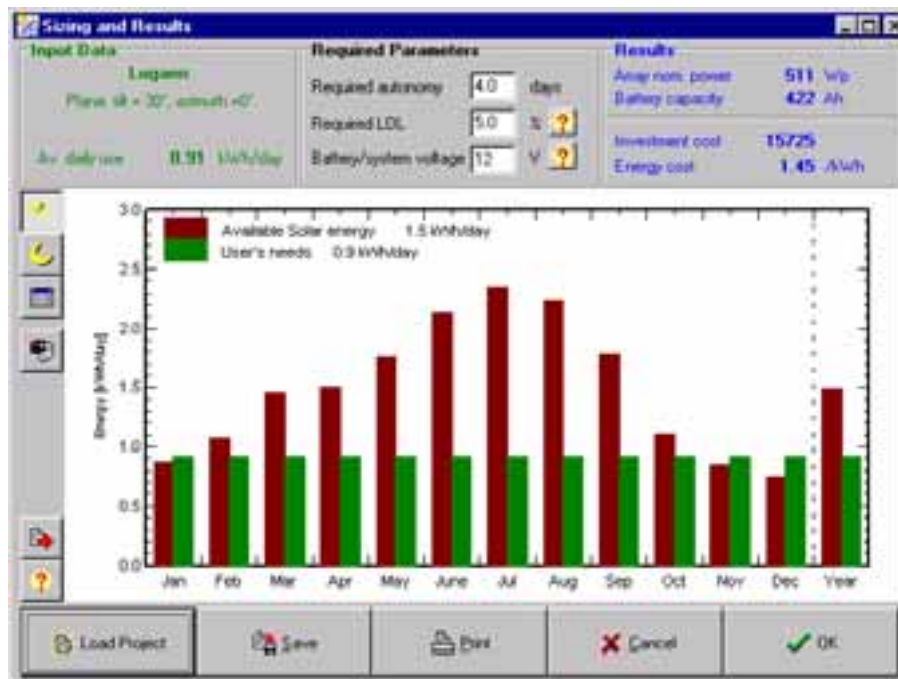 Sizing and Results
Input Data
Lugano
Plane: tilt = 30°, azimuth =0°
Av. daily use 0.91 kWh/day
Required Parameters
Required autonomy 4.0 days
Required LOL 5.0 % ?
Battery/system voltage 12 V ?
Results
Array nom. power 511 Wp
Battery capacity 422 Ah
Investment cost 15725
Energy cost 1.45 /kWh
Available Solar energy 1.5 kWh/day
User's needs 0.9 kWh/day
Energy [kWh/day]
3.0
2.5
2.0
1.5
1.0
0.5
0.0
Jan Feb Mar Apr May June Jul Aug Sep Oct Nov Dec Year
?
Load Project Save Print Cancel OK